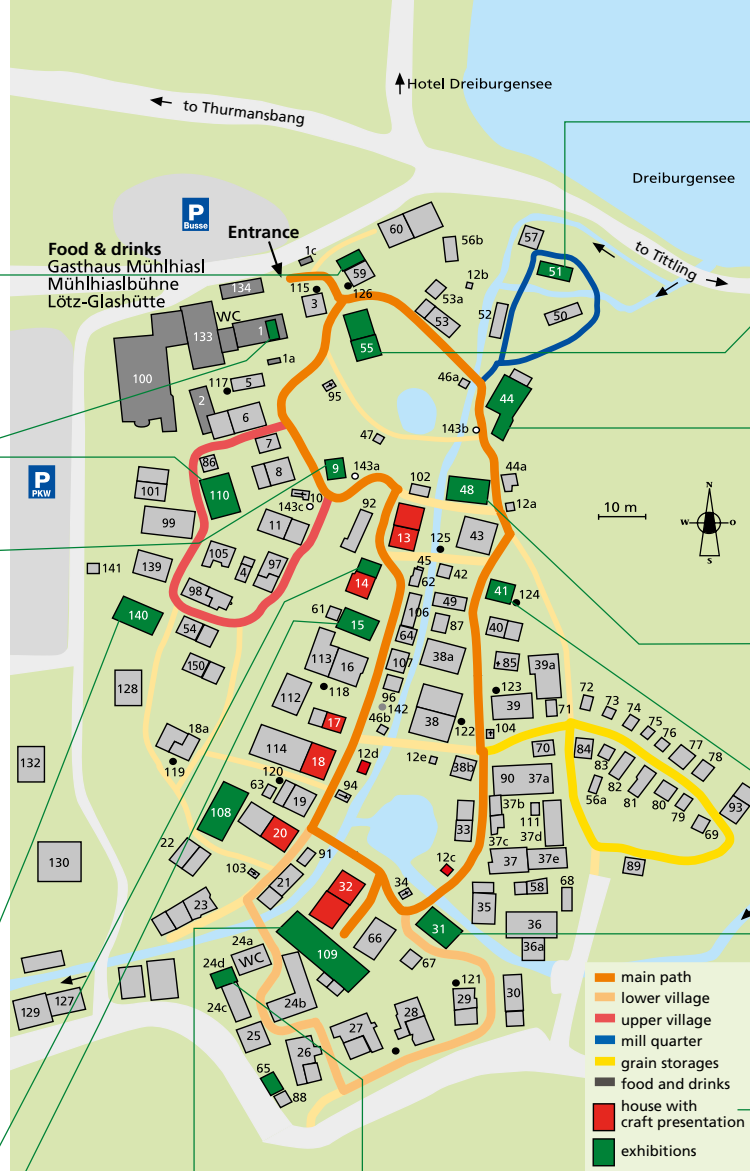 Hotel Dreiburgensee
to Thurmansbang
Dreiburgensee
P
Busse
Entrance
to Tittling
Food & drinks
Gasthaus Mühlhiasl
Mühlhiaslbühne
Lötz-Glashütte
60
56b
57
1c
59
51
12b
134
115
126
53a
3
50
WC
52
53
133
1
55
100
1a
46a
117
5
44
2
95
6
143b
47
7
86
9
143a
44a
P
PKW
8
102
48
101
110
10
143c
12a
92
10 m
N
W
O
S
99
11
13
43
125
105
45
141
139
4
97
14
62
42
41
124
98
61
106
49
140
15
87
64
40
54
113
38a
150
16
107
85
39a
128
118
96
123
72
112
142
39
71
73
17
38
74
18a
46b
122
104
75
76
114
18
12d
70
84
77
78
132
119
12e
38b
83
120
90
37a
82
63
94
56a
81
19
80
93
108
37b
79
20
33
111
37d
69
22
37c
91
130
37
37e
89
103
12c
21
32
34
58
68
23
35
31
36
109
66
36a
24a
WC
67
24d
121
30
129
127
24c
24b
29
28
25
27
26
65
88
main path
lower village
upper village
mill quarter
grain storages
food and drinks
house with
craft presentation
exhibitions